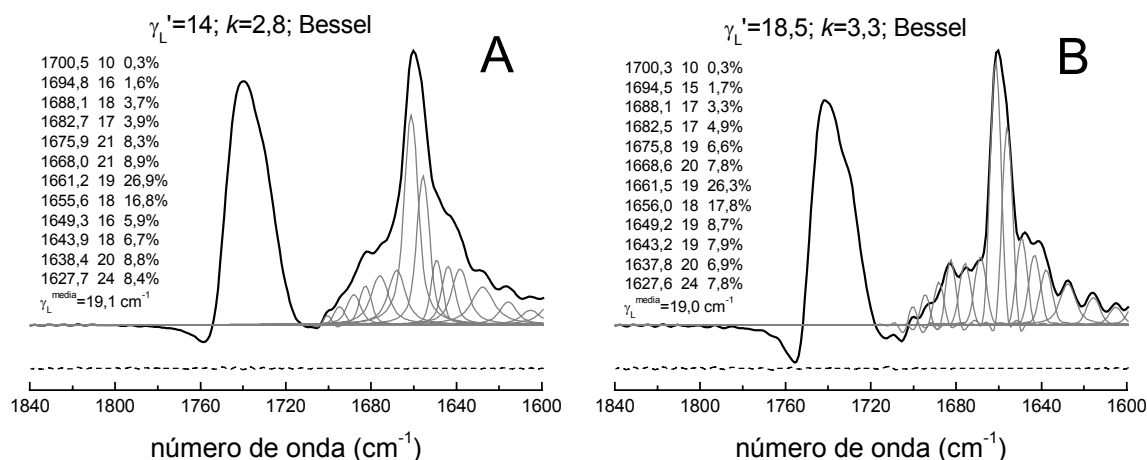 γL'=14; k=2,8; Bessel
A
1700,5 10 0,3%
1694,8 16 1,6%
1688,1 18 3,7%
1682,7 17 3,9%
1675,9 21 8,3%
1668,0 21 8,9%
1661,2 19 26,9%
1655,6 18 16,8%
1649,3 16 5,9%
1643,9 18 6,7%
1638,4 20 8,8%
1627,7 24 8,4%
γL^media=19,1 cm⁻¹
1840 1800 1760 1720 1680 1640 1600
número de onda (cm⁻¹)
γL'=18,5; k=3,3; Bessel
B
1700,3 10 0,3%
1694,5 15 1,7%
1688,1 17 3,3%
1682,5 17 4,9%
1675,8 19 6,6%
1668,6 20 7,8%
1661,5 19 26,3%
1656,0 18 17,8%
1649,2 19 8,7%
1643,2 19 7,9%
1637,8 20 6,9%
1627,6 24 7,8%
γL^media=19,0 cm⁻¹
1840 1800 1760 1720 1680 1640 1600
número de onda (cm⁻¹)